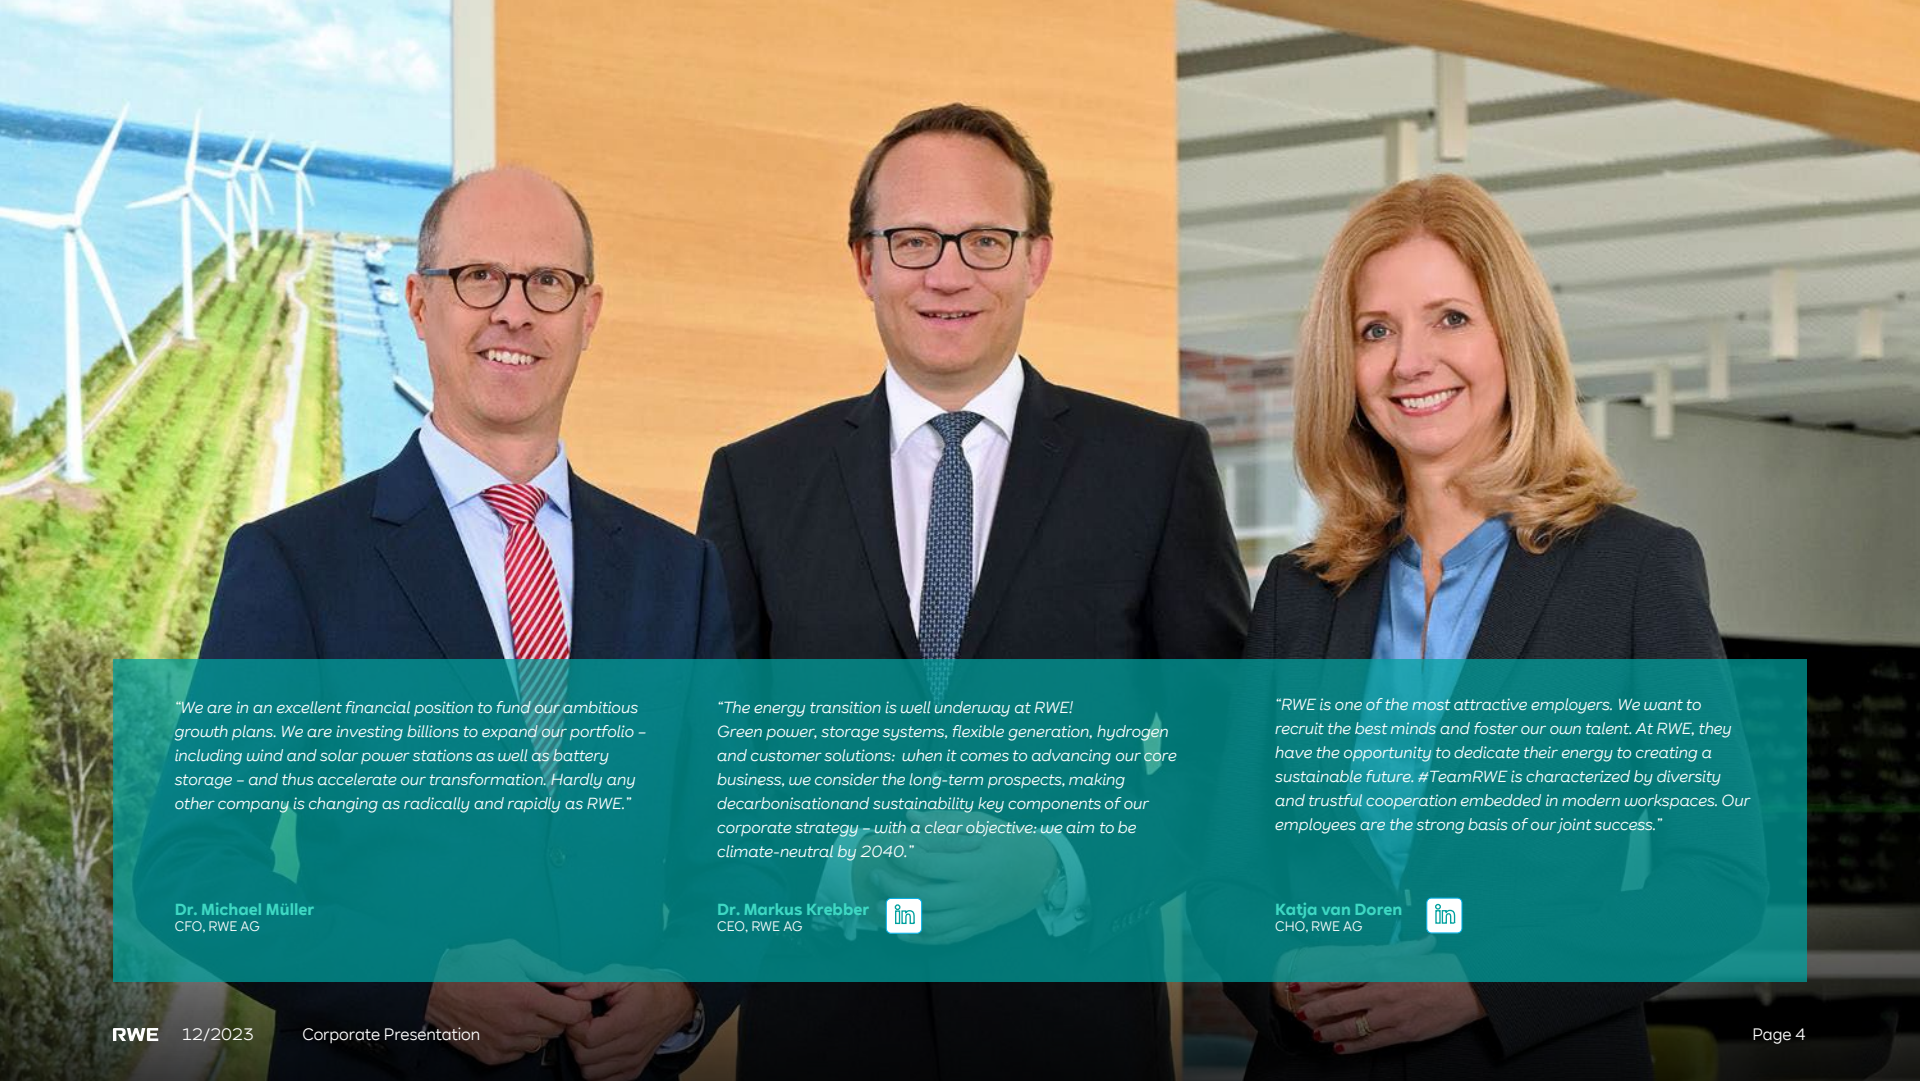 “We are in an excellent financial position to fund our ambitious
growth plans. We are investing billions to expand our portfolio –
including wind and solar power stations as well as battery
storage – and thus accelerate our transformation. Hardly any
other company is changing as radically and rapidly as RWE.”
Dr. Michael Müller
CFO, RWE AG
“The energy transition is well underway at RWE!
Green power, storage systems, flexible generation, hydrogen
and customer solutions: when it comes to advancing our core
business, we consider the long-term prospects, making
decarbonisationand sustainability key components of our
corporate strategy – with a clear objective: we aim to be
climate-neutral by 2040.”
Dr. Markus Krebber
CEO, RWE AG
in
“RWE is one of the most attractive employers. We want to
recruit the best minds and foster our own talent. At RWE, they
have the opportunity to dedicate their energy to creating a
sustainable future. #TeamRWE is characterized by diversity
and trustful cooperation embedded in modern workspaces. Our
employees are the strong basis of our joint success.”
Katja van Doren
CHO, RWE AG
in
RWE 12/2023 Corporate Presentation Page 4